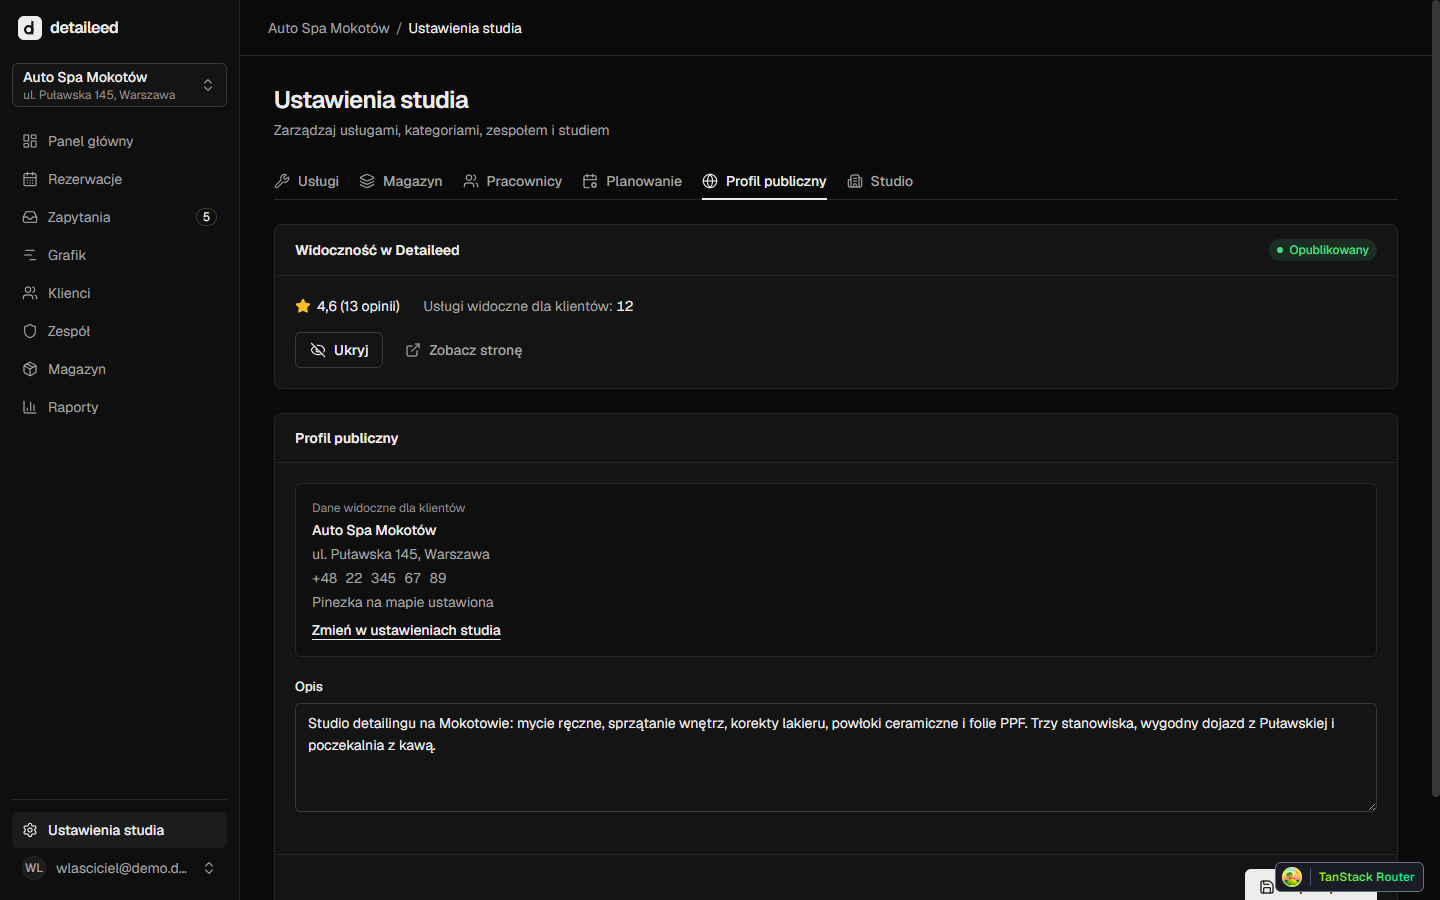 detaileed
Auto Spa Mokotów
ul. Puławska 145, Warszawa
Panel główny
Rezerwacje
Zapytania 5
Grafik
Klienci
Zespół
Magazyn
Raporty
Ustawienia studia
WL wlasciciel@demo.d...
Auto Spa Mokotów / Ustawienia studia
Ustawienia studia
Zarządzaj usługami, kategoriami, zespołem i studiem
Usługi Magazyn Pracownicy Planowanie Profil publiczny Studio
Widoczność w Detaileed Opublikowany
4,6 (13 opinii) Usługi widoczne dla klientów: 12
Ukryj Zobacz stronę
Profil publiczny
Dane widoczne dla klientów
Auto Spa Mokotów
ul. Puławska 145, Warszawa
+48 22 345 67 89
Pinezka na mapie ustawiona
Zmień w ustawieniach studia
Opis
Studio detailingu na Mokotowie: mycie ręczne, sprzątanie wnętrz, korekty lakieru, powłoki ceramiczne i folie PPF. Trzy stanowiska, wygodny dojazd z Puławskiej i
poczekalnia z kawą.
TanStack Router